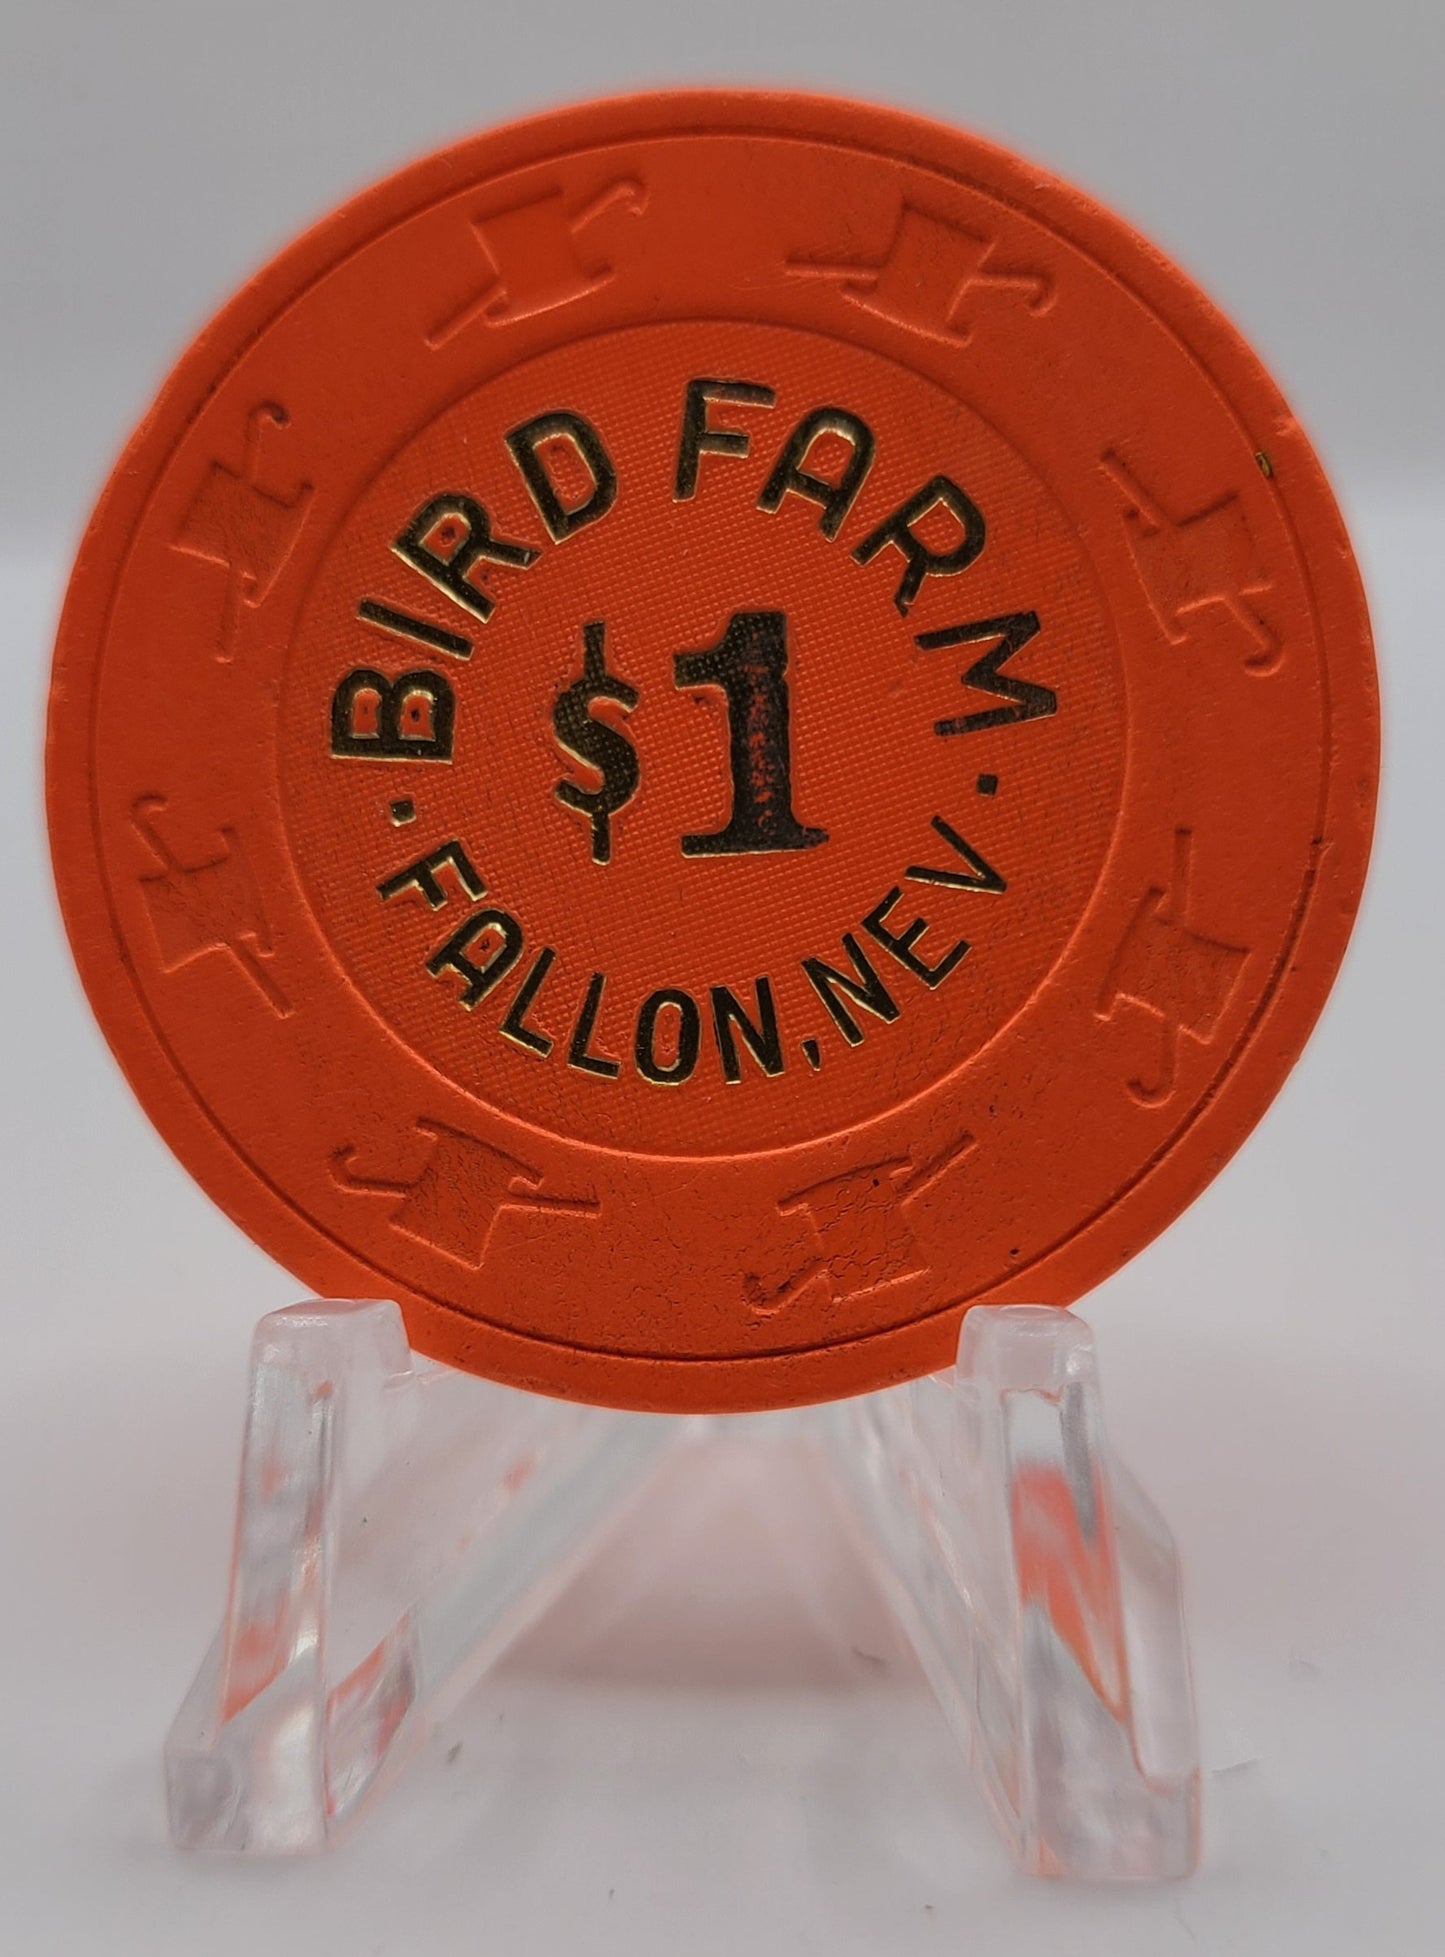 BIRD FARM
$1
FALLON, NEV